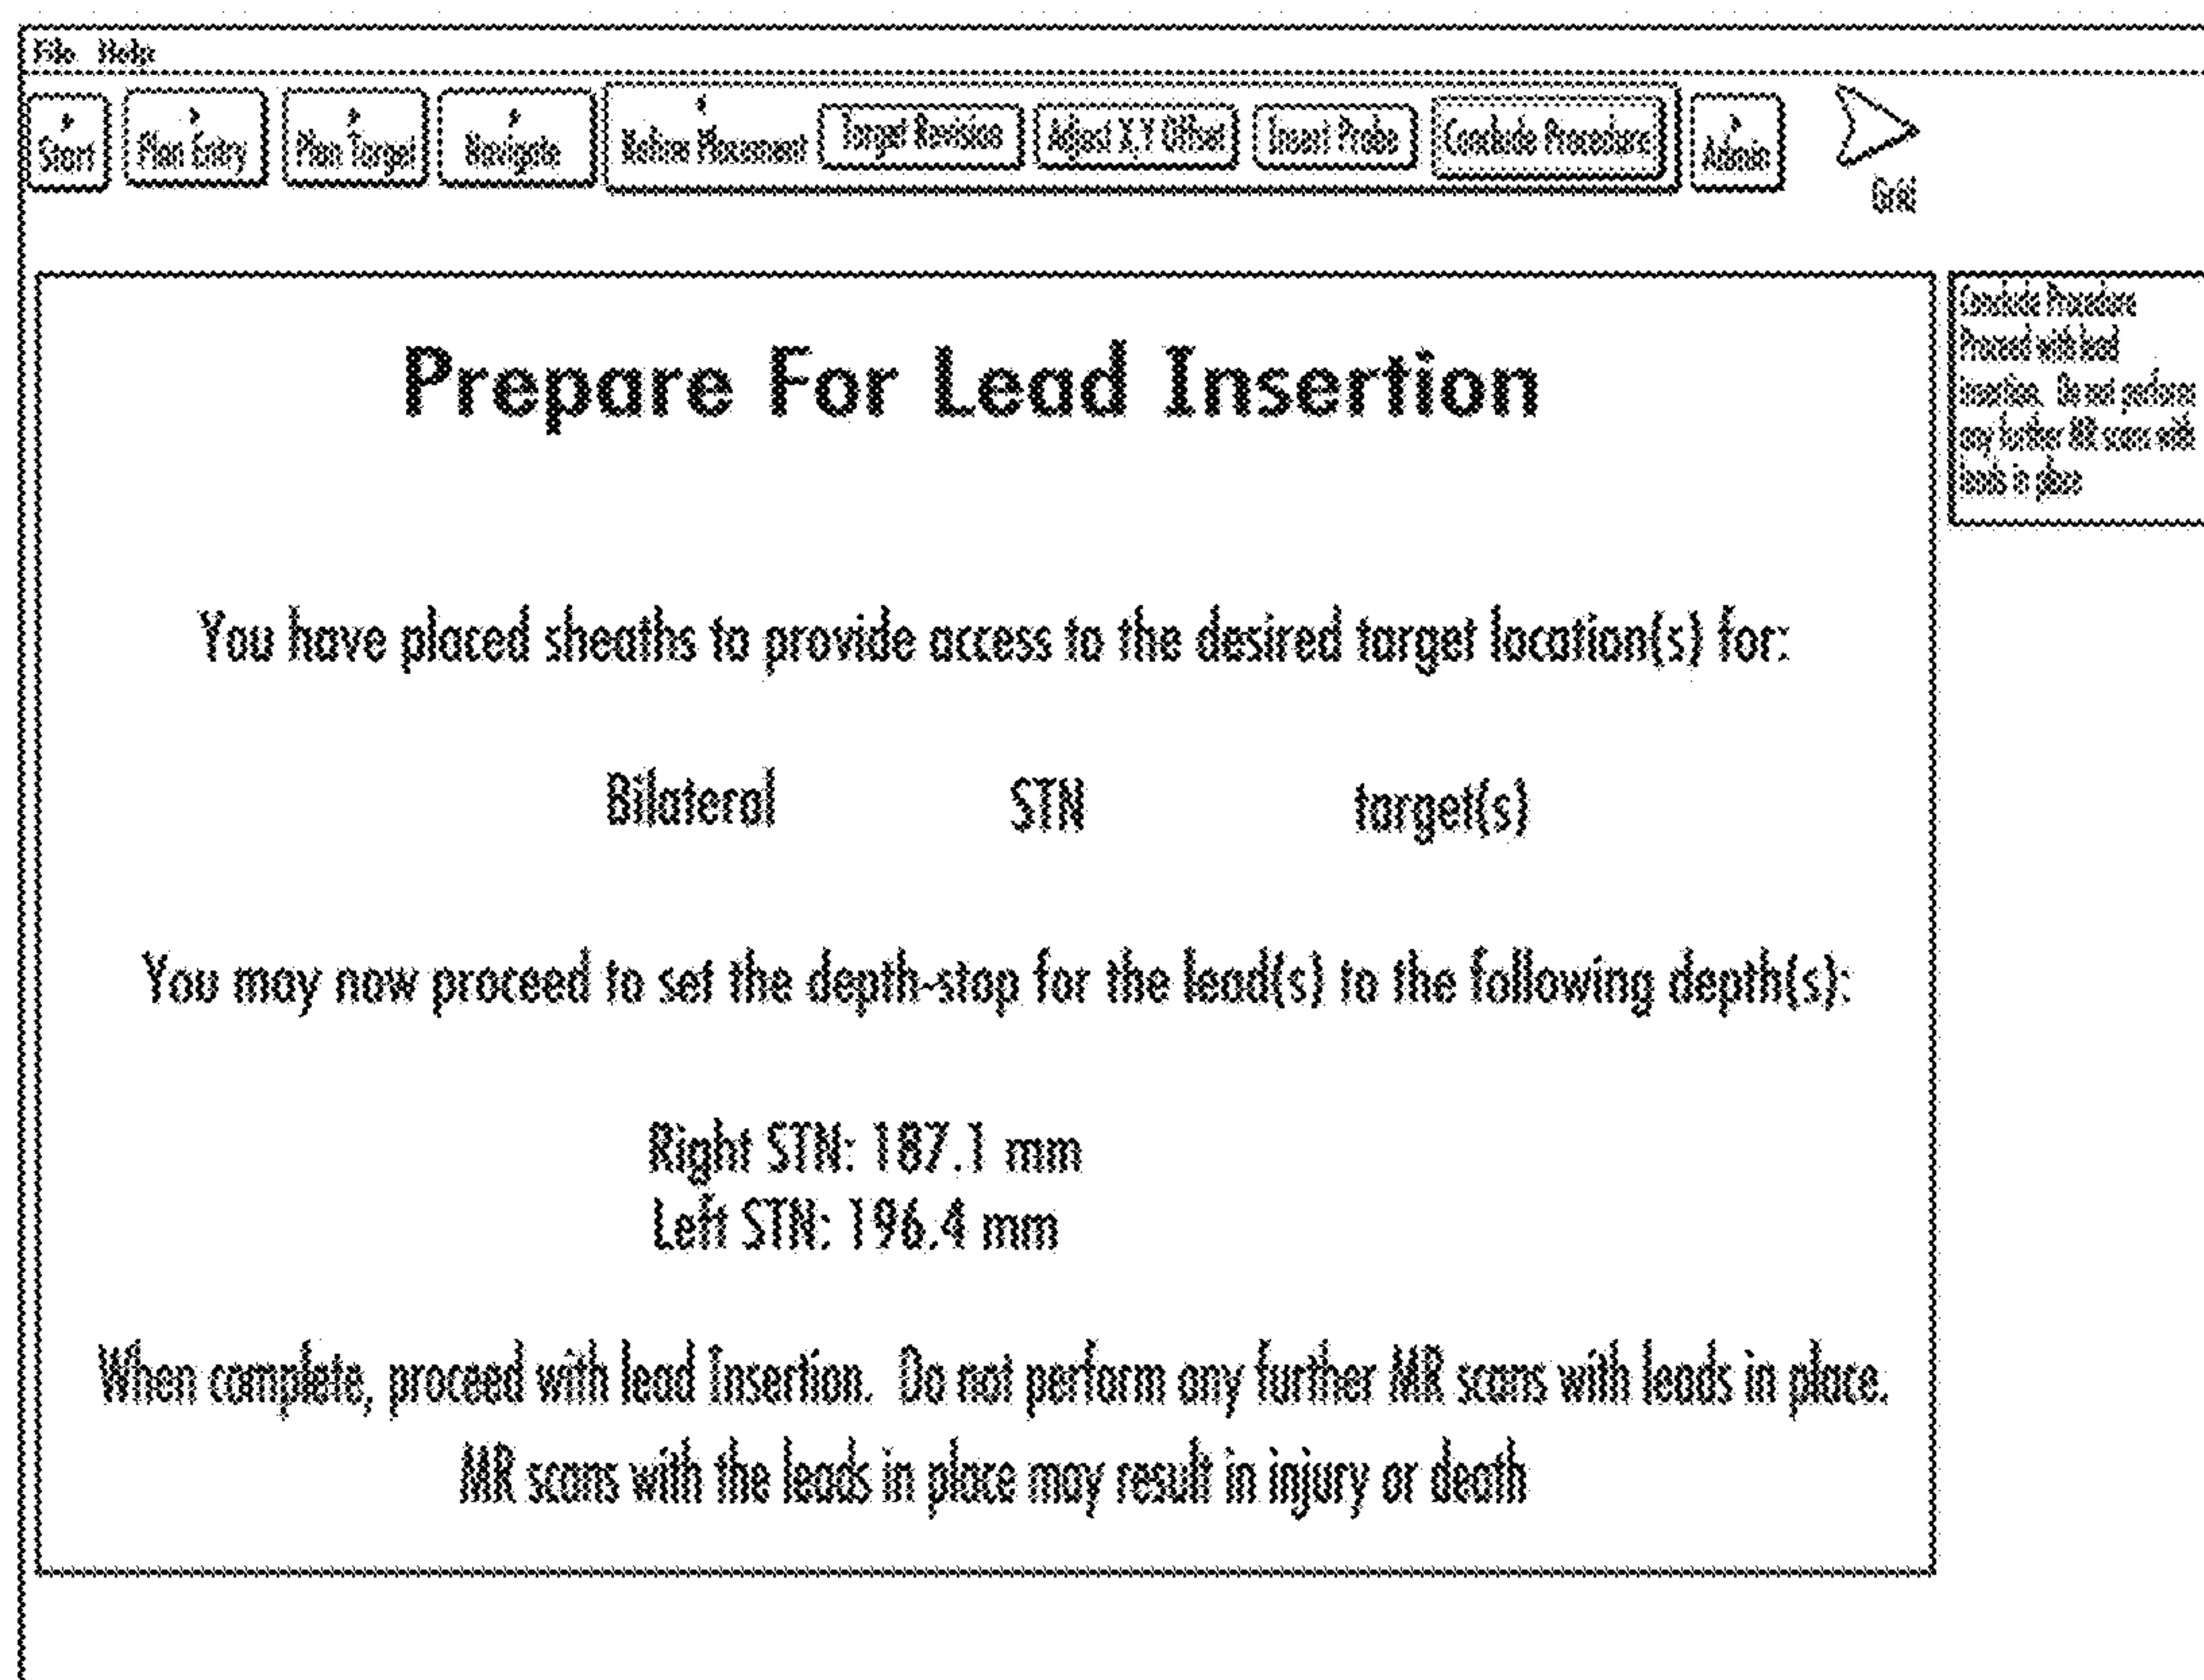 File Help
Start Plan Entry Plan Target Navigate Refine Placement Target Revision Adjust X,Y Offset Insert Probe Conclude Procedure Admin
Prepare For Lead Insertion
Conclude Procedure
Proceed with lead
insertion. Do not perform
any further MR scans with
leads in place
You have placed sheaths to provide access to the desired target location(s) for:
Bilateral STN target(s)
You may now proceed to set the depth-stop for the lead(s) to the following depth(s):
Right STN: 187.1 mm
Left STN: 196.4 mm
When complete, proceed with lead Insertion. Do not perform any further MR scans with leads in place.
MR scans with the leads in place may result in injury or death